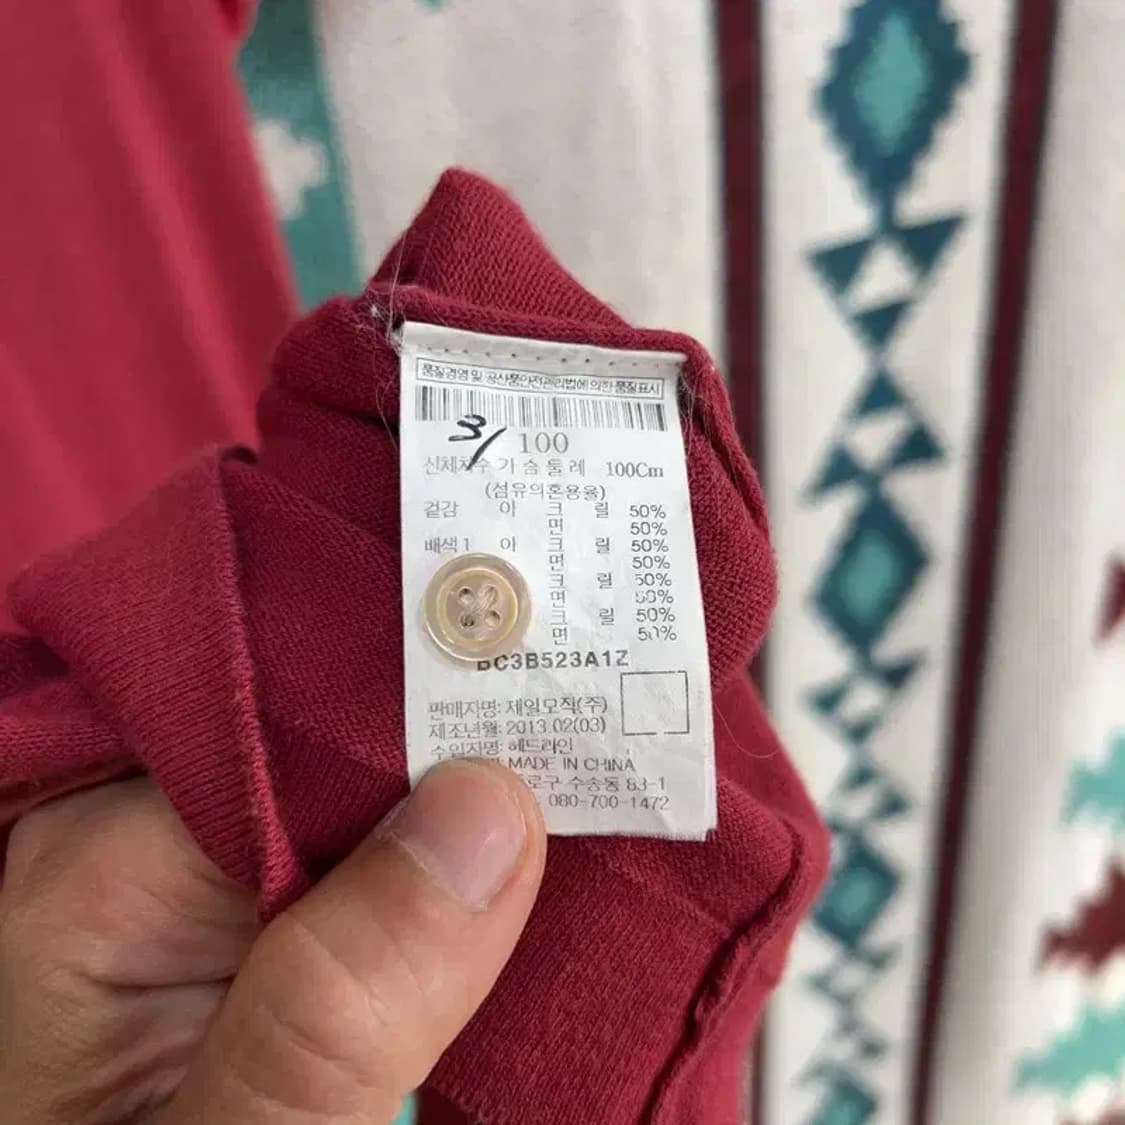 품질경영 및 공산품안전관리법에 의한 품질표시
3/
100
신체치수 가 슴 둘 레 100Cm
(섬유의혼용율)
겉감 아 크 릴 50%
면 50%
배색1 아 크 릴 50%
면 50%
크 릴 50%
면 50%
크 릴 50%
면 50%
BC3B523A1Z
판매자명: 제일모직(주)
제조년월: 2013.02(03)
수입자명: 헤드라인
MADE IN CHINA
로구 수송동 83-1
080-700-1472